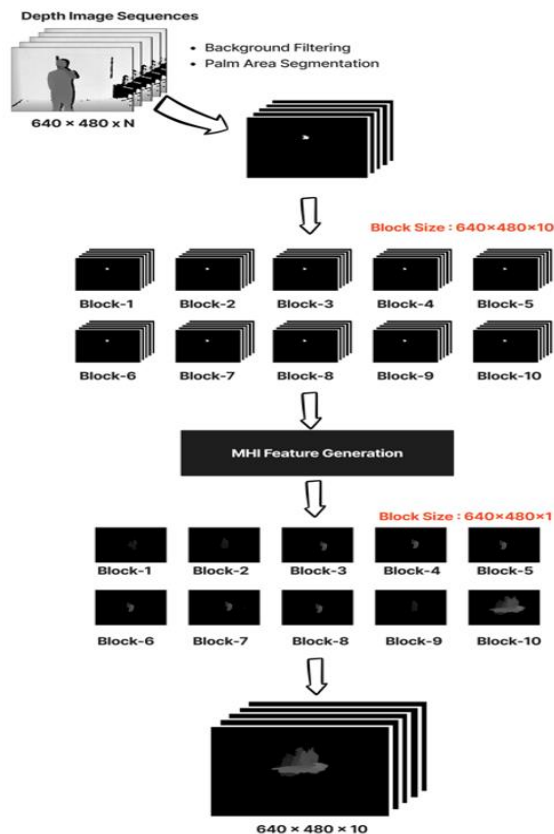 Depth Image Sequences
• Background Filtering
• Palm Area Segmentation
640 × 480 x N
Block Size : 640×480×10
Block-1 Block-2 Block-3 Block-4 Block-5
Block-6 Block-7 Block-8 Block-9 Block-10
MHI Feature Generation
Block Size : 640×480×1
Block-1 Block-2 Block-3 Block-4 Block-5
Block-6 Block-7 Block-8 Block-9 Block-10
640 × 480 × 10